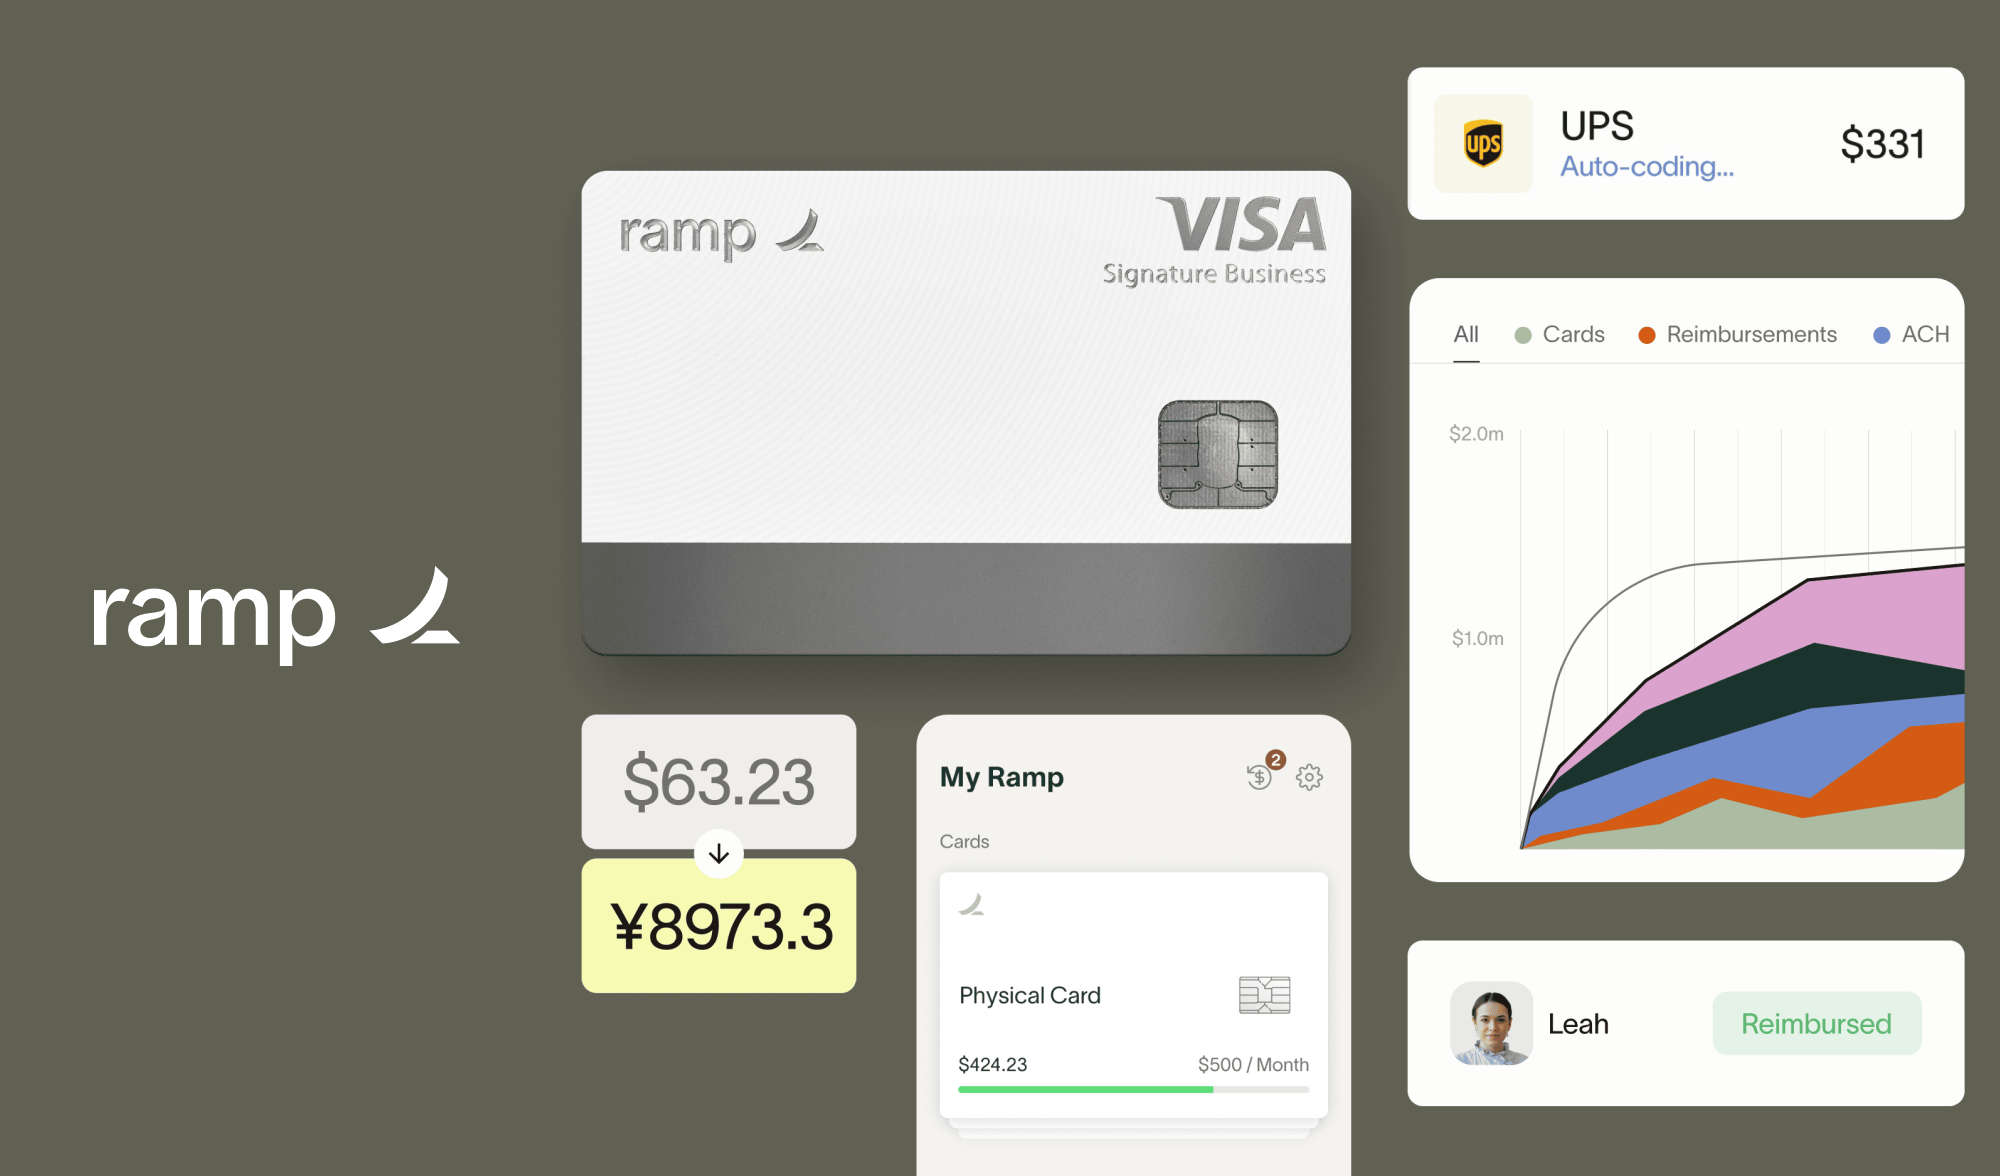 ramp
ramp
VISA
Signature Business
$63.23
¥8973.3
My Ramp
2
Cards
Physical Card
$424.23
$500 / Month
ups
UPS
Auto-coding...
$331
All
Cards
Reimbursements
ACH
$2.0m
$1.0m
Leah
Reimbursed